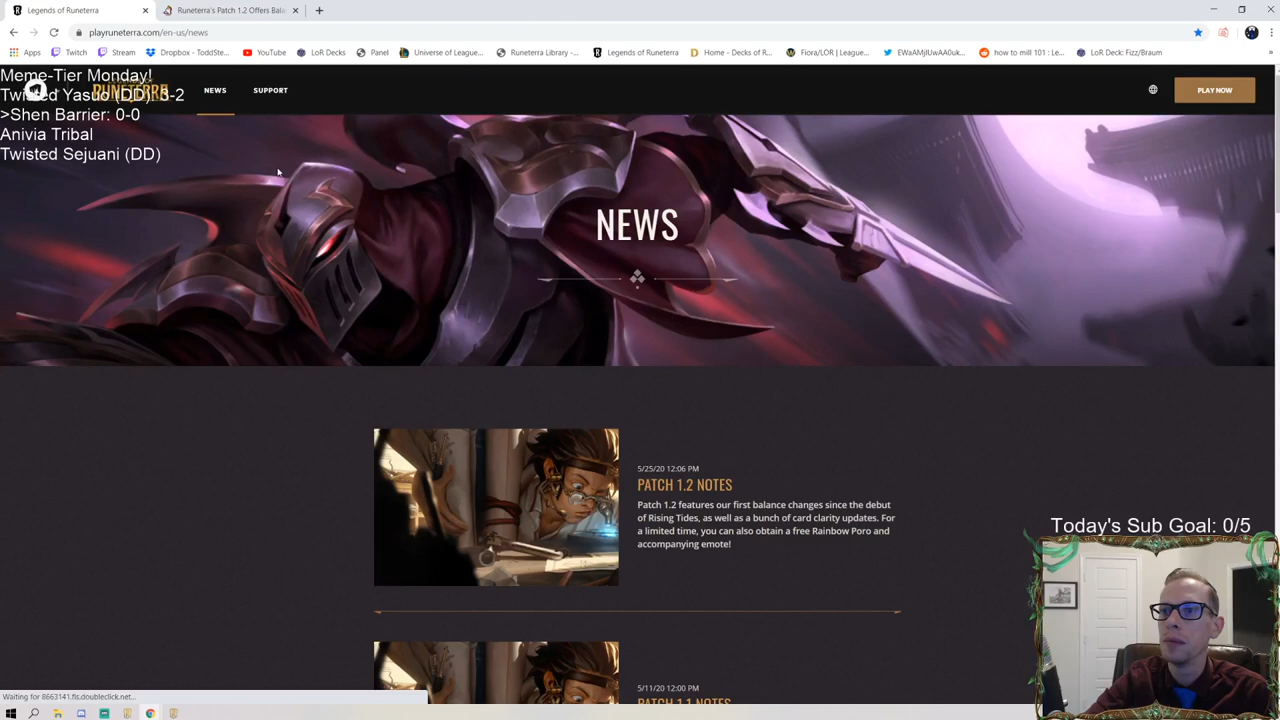 Legends of Runeterra
Runeterra's Patch 1.2 Offers Bala
playruneterra.com/en-us/news
Apps
Twitch
Stream
Dropbox - ToddSte...
YouTube
LoR Decks
Panel
Universe of League...
Runeterra Library -...
Legends of Runeterra
Home - Decks of R...
Fiora/LOR | League...
EWaAMjlUwAA0uk...
how to mill 101 : Le...
LoR Deck: Fizz/Braum
Meme-Tier Monday!
Twisted Yasuo (DD): 3-2
>Shen Barrier: 0-0
Anivia Tribal
Twisted Sejuani (DD)
RUNETERRA
NEWS
SUPPORT
PLAY NOW
NEWS
5/25/20 12:06 PM
PATCH 1.2 NOTES
Patch 1.2 features our first balance changes since the debut
of Rising Tides, as well as a bunch of card clarity updates. For
a limited time, you can also obtain a free Rainbow Poro and
accompanying emote!
Today's Sub Goal: 0/5
5/11/20 12:00 PM
PATCH 1.1 NOTES
Waiting for 8663141.fls.doubleclick.net...